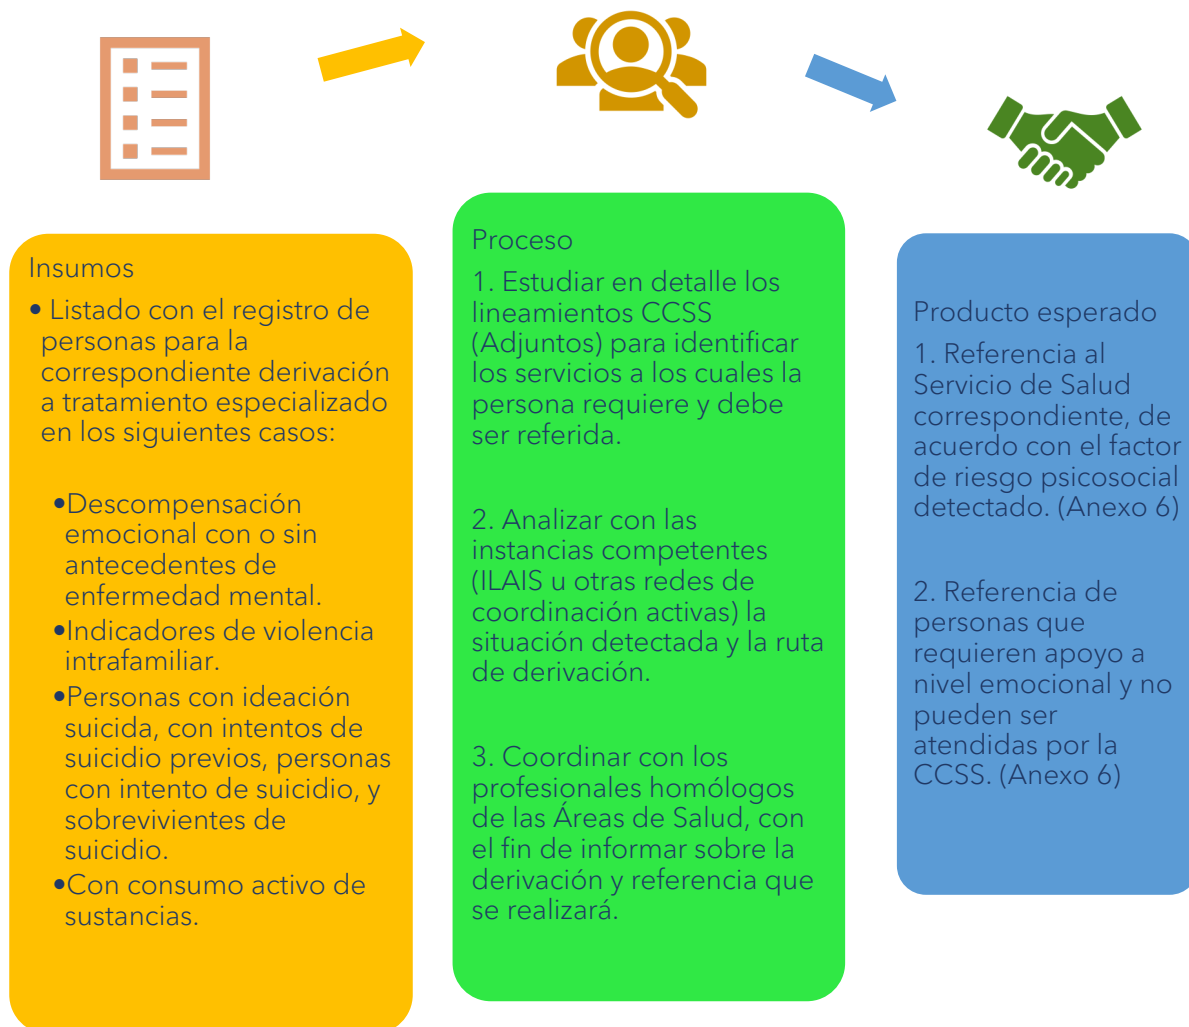 Insumos
• Listado con el registro de
personas para la
correspondiente derivación
a tratamiento especializado
en los siguientes casos:
•Descompensación
emocional con o sin
antecedentes de
enfermedad mental.
•Indicadores de violencia
intrafamiliar.
•Personas con ideación
suicida, con intentos de
suicidio previos, personas
con intento de suicidio, y
sobrevivientes de
suicidio.
•Con consumo activo de
sustancias.
Proceso
1. Estudiar en detalle los
lineamientos CCSS
(Adjuntos) para identificar
los servicios a los cuales la
persona requiere y debe
ser referida.
2. Analizar con las
instancias competentes
(ILAIS u otras redes de
coordinación activas) la
situación detectada y la ruta
de derivación.
3. Coordinar con los
profesionales homólogos
de las Áreas de Salud, con
el fin de informar sobre la
derivación y referencia que
se realizará.
Producto esperado
1. Referencia al
Servicio de Salud
correspondiente, de
acuerdo con el factor
de riesgo psicosocial
detectado. (Anexo 6)
2. Referencia de
personas que
requieren apoyo a
nivel emocional y no
pueden ser
atendidas por la
CCSS. (Anexo 6)